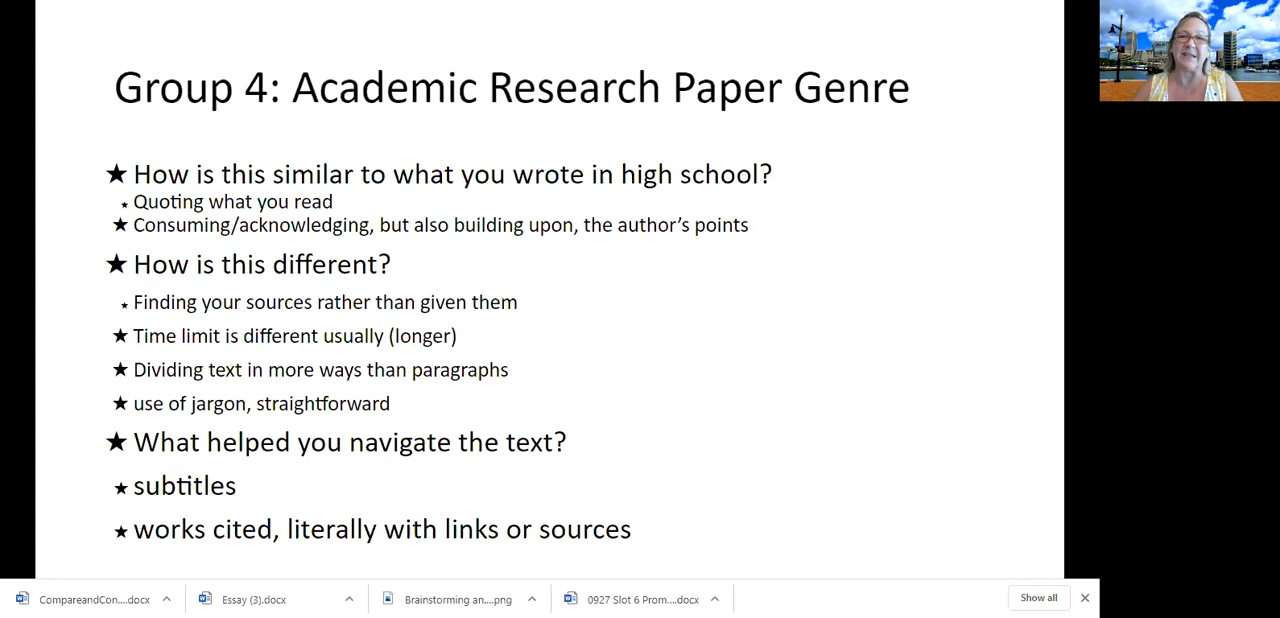 Group 4: Academic Research Paper Genre
★ How is this similar to what you wrote in high school?
★ Quoting what you read
★ Consuming/acknowledging, but also building upon, the author's points
★ How is this different?
★ Finding your sources rather than given them
★ Time limit is different usually (longer)
★ Dividing text in more ways than paragraphs
★ use of jargon, straightforward
★ What helped you navigate the text?
★ subtitles
★ works cited, literally with links or sources
CompareandCon....docx Essay (3).docx Brainstorming an....png 0927 Slot 6 Prom....docx Show all